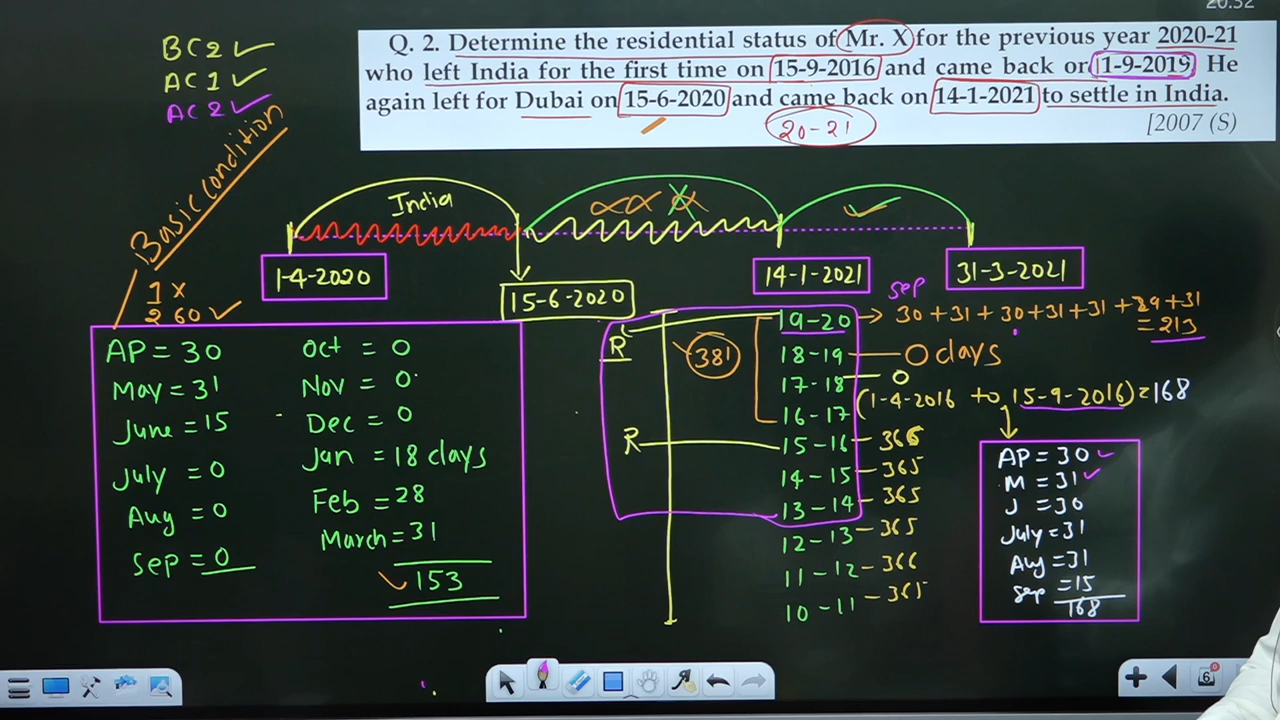 20:52
BC2 ✓
AC1 ✓
AC2 ✓
Q. 2. Determine the residential status of Mr. X for the previous year 2020-21
who left India for the first time on 15-9-2016 and came back or 1-9-2019. He
again left for Dubai on 15-6-2020 and came back on 14-1-2021 to settle in India.
20-21
[2007 (S)
Basic condition
1 x
2 60 ✓
India
1-4-2020
15-6-2020
14-1-2021
31-3-2021
AP = 30
May = 31
June = 15
July = 0
Aug = 0
Sep = 0
Oct = 0
Nov = 0
Dec = 0
Jan = 18 days
Feb = 28
March = 31
153
R
381
R
sep
19-20 → 30 + 31 + 30 + 31 + 31 + 29 + 31
= 213
18-19 — 0 days
17-18 — 0
16-17 (1-4-2016 to 15-9-2016) = 168
15-16 — 366
14-15 — 365
13-14 — 365
12-13 — 365
11-12 — 366
10-11 — 365
AP = 30 ✓
M = 31 ✓
J = 30
July = 31
Aug = 31
Sep = 15
168
6